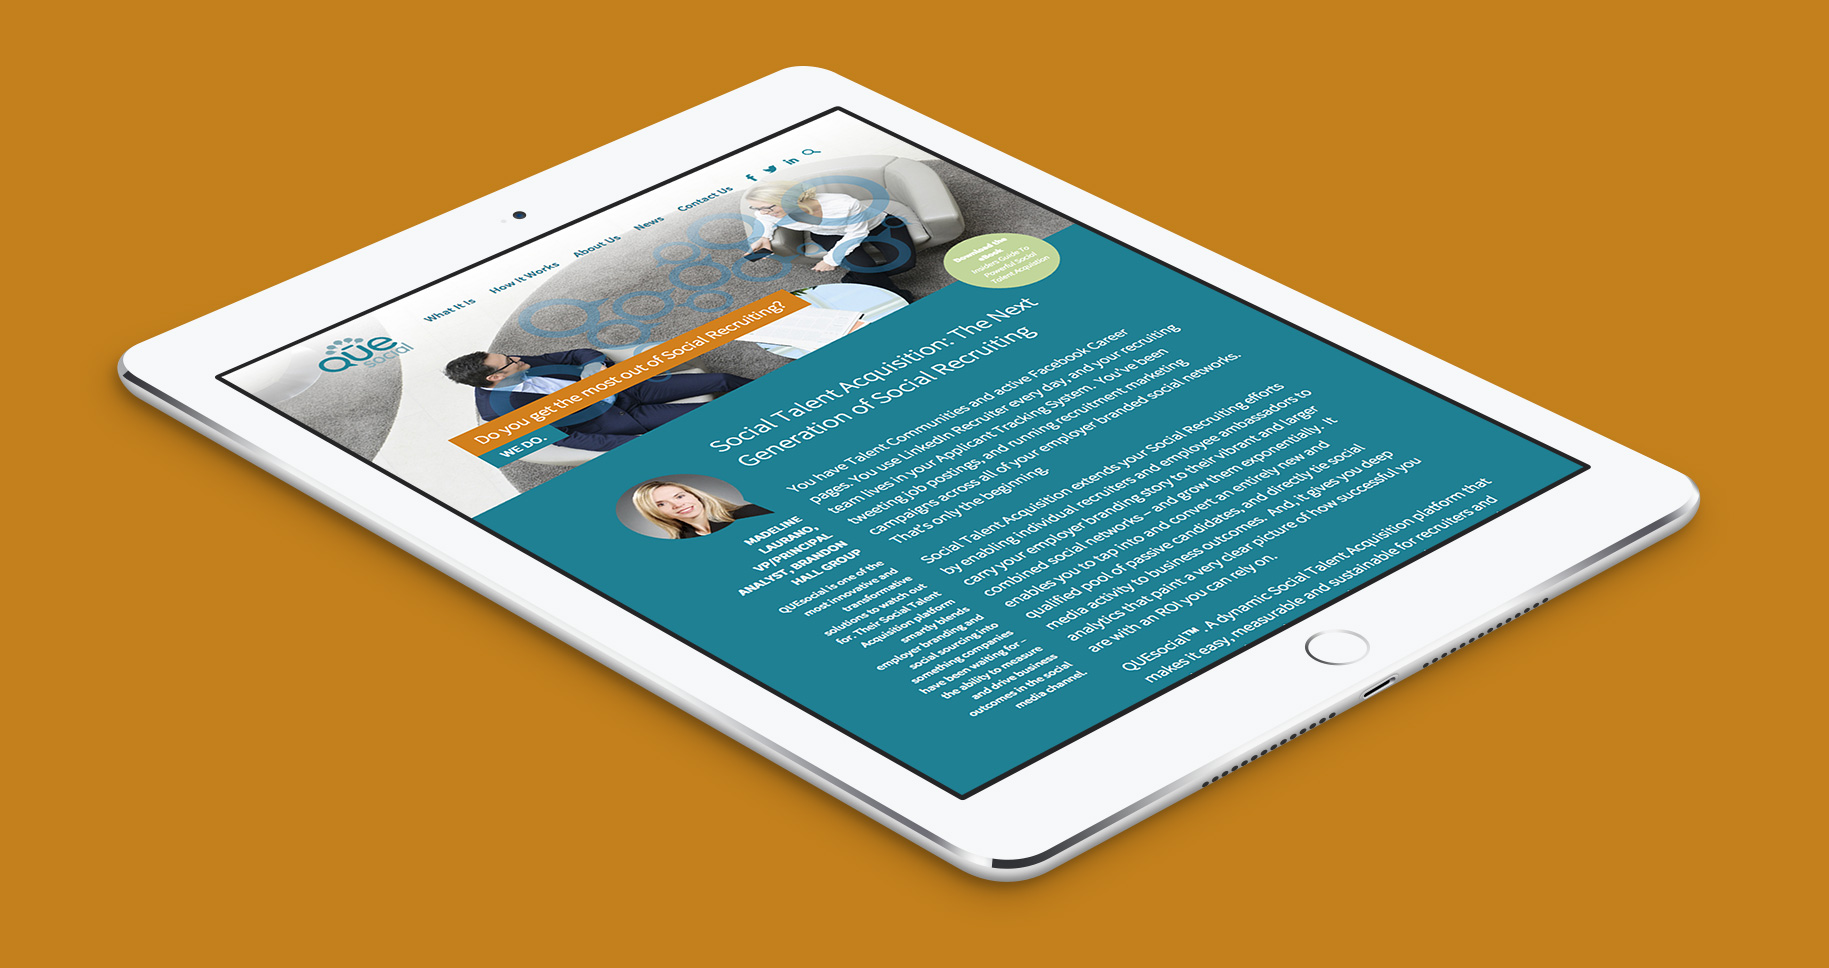 QUe
social
What It Is
How it Works
About Us
News
Contact Us
f
in
Do you get the most out of Social Recruiting?
WE DO.
Download the
eBook
Insiders Guide To
Powerful Social
Talent Acquisition
Social Talent Acquisition: The Next
Generation of Social Recruiting
You have Talent Communities and active Facebook Career
pages. You use LinkedIn Recruiter every day, and your recruiting
team lives in your Applicant Tracking System. You've been
tweeting job postings, and running recruitment marketing
campaigns across all of your employer branded social networks.
That's only the beginning.
Social Talent Acquisition extends your Social Recruiting efforts
by enabling individual recruiters and employee ambassadors to
carry your employer branding story to their vibrant and larger
combined social networks – and grow them exponentially. It
enables you to tap into and convert an entirely new and
qualified pool of passive candidates, and directly tie social
media activity to business outcomes. And, it gives you deep
analytics that paint a very clear picture of how successful you
are with an ROI you can rely on.
QUEsocial™. A dynamic Social Talent Acquisition platform that
makes it easy, measurable and sustainable for recruiters and
MADELINE
LAURANO,
VP/PRINCIPAL
ANALYST, BRANDON
HALL GROUP
QUEsocial is one of the
most innovative and
transformative
solutions to watch out
for. Their Social Talent
Acquisition platform
smartly blends
employer branding and
social sourcing into
something companies
have been waiting for –
the ability to measure
and drive business
outcomes in the social
media channel.